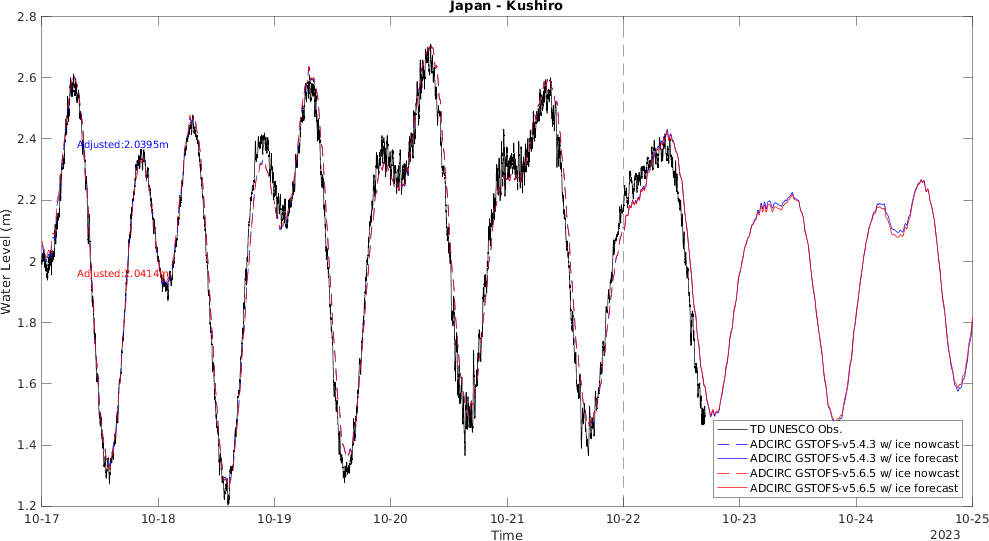 Japan - Kushiro
2.8
2.6
2.4
2.2
2
1.8
1.6
1.4
1.2
Water Level (m)
Adjusted:2.0395m
Adjusted:2.0414m
TD UNESCO Obs.
ADCIRC GSTOFS-v5.4.3 w/ ice nowcast
ADCIRC GSTOFS-v5.4.3 w/ ice forecast
ADCIRC GSTOFS-v5.6.5 w/ ice nowcast
ADCIRC GSTOFS-v5.6.5 w/ ice forecast
10-17 10-18 10-19 10-20 10-21 10-22 10-23 10-24 10-25
Time
2023